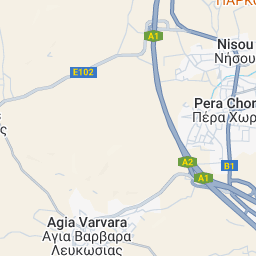 ΠΑΡΚΟ
A1
Nisou
Νήσου
E102
Pera Chor
Πέρα Χωρ
A2
B1
A1
ς
Agia Varvara
Αγια Βαρβαρα
Λευκωσιας